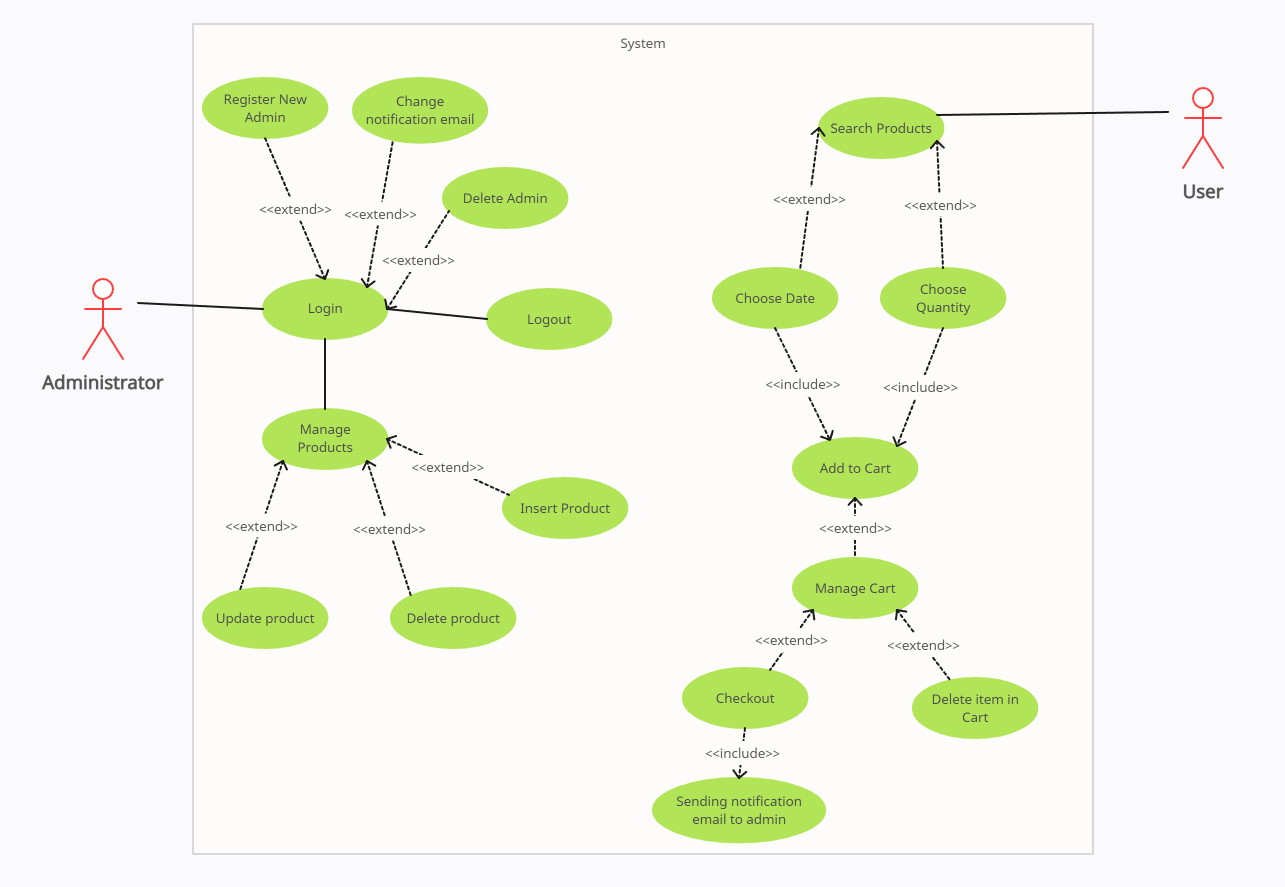 System
Register New
Admin
Change
notification email
Delete Admin
<<extend>>
<<extend>>
<<extend>>
Login
Logout
Administrator
Manage
Products
<<extend>>
Insert Product
<<extend>>
<<extend>>
Update product
Delete product
Search Products
User
<<extend>>
<<extend>>
Choose Date
Choose
Quantity
<<include>>
<<include>>
Add to Cart
<<extend>>
Manage Cart
<<extend>>
<<extend>>
Checkout
Delete item in
Cart
<<include>>
Sending notification
email to admin